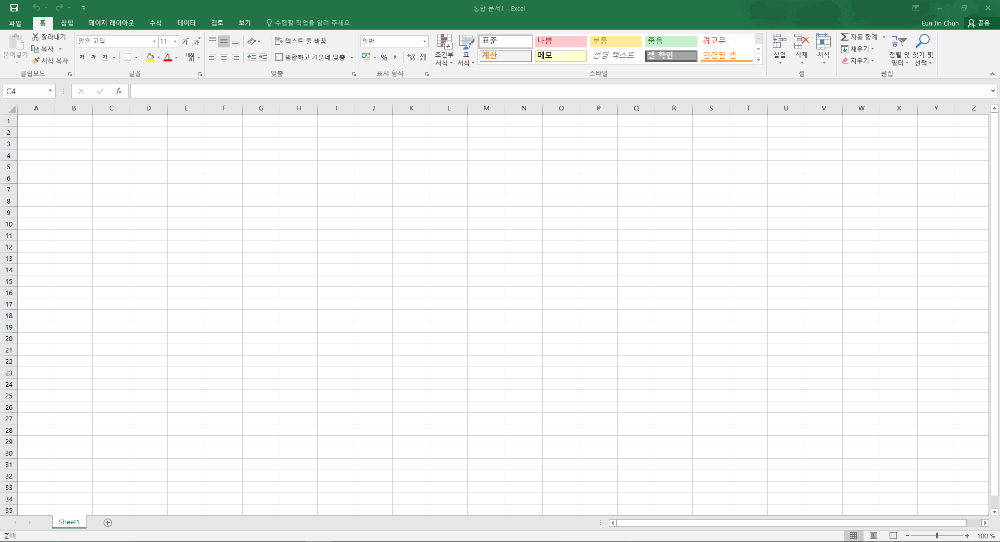 통합 문서1 - Excel
파일 홈 삽입 페이지 레이아웃 수식 데이터 검토 보기 수행할 작업을 알려 주세요. Eun Jin Chun 공유
붙여넣기 잘라내기 복사 서식 복사
클립보드
맑은 고딕 11 가 가
가 가 가 가 내천
글꼴
텍스트 줄 바꿈
병합하고 가운데 맞춤
맞춤
일반
% ,
표시 형식
조건부 서식 표 서식
표준 나쁨 보통 좋음 경고문
계산 메모 설명 텍스트 셀 확인 연결된 셀
스타일
삽입 삭제 서식
셀
자동 합계
채우기
지우기
정렬 및 필터 찾기 및 선택
편집
C4 fx
A B C D E F G H I J K L M N O P Q R S T U V W X Y Z
1
2
3
4
5
6
7
8
9
10
11
12
13
14
15
16
17
18
19
20
21
22
23
24
25
26
27
28
29
30
31
32
33
34
35
Sheet1
준비 100 %